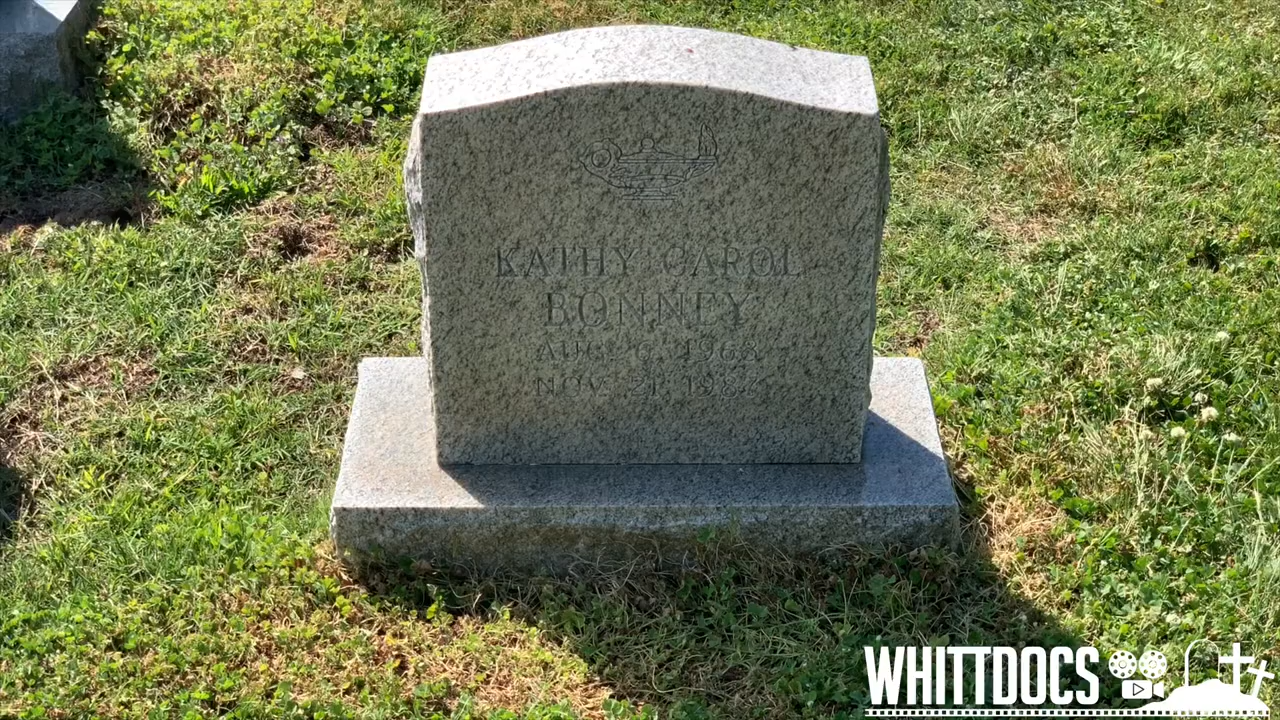 KATHY CAROL
BONNEY
AUG. 6, 1968
NOV. 21, 1987
WHITTDOCS